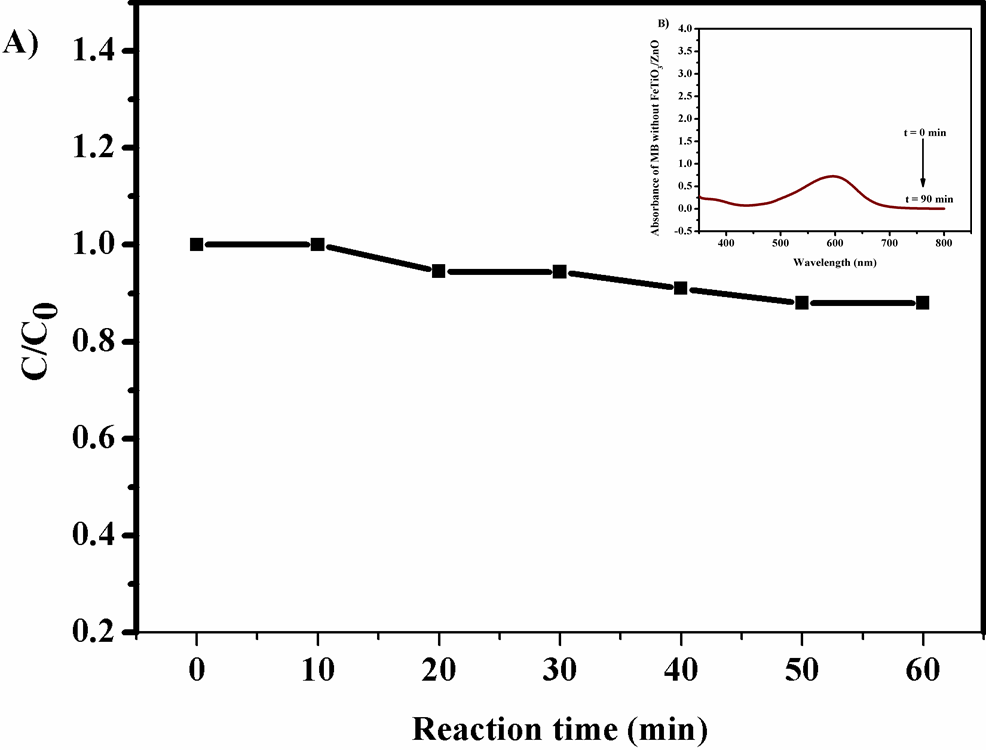 A)
1.4
1.2
1.0
0.8
0.6
0.4
0.2
C/C0
0 10 20 30 40 50 60
Reaction time (min)
B)
4.0
3.5
3.0
2.5
2.0
1.5
1.0
0.5
0.0
-0.5
Absorbance of MB without FeTiO3/ZnO
t = 0 min
t = 90 min
400 500 600 700 800
Wavelength (nm)